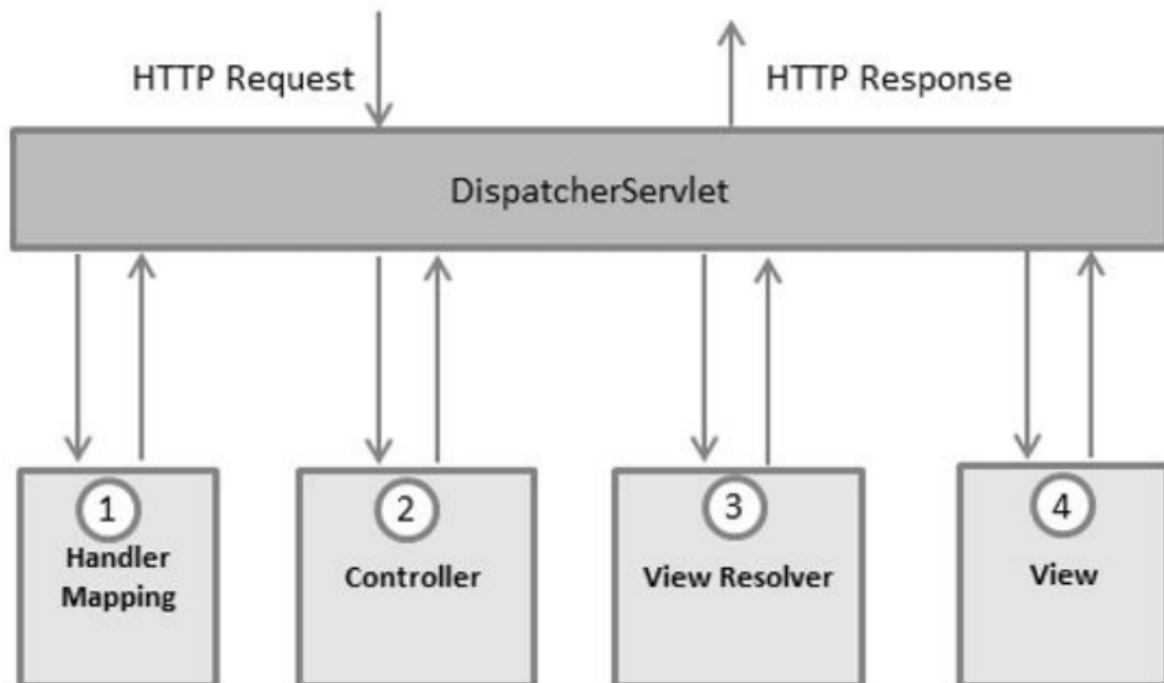 HTTP Request
HTTP Response
DispatcherServlet
1
Handler
Mapping
2
Controller
3
View Resolver
4
View